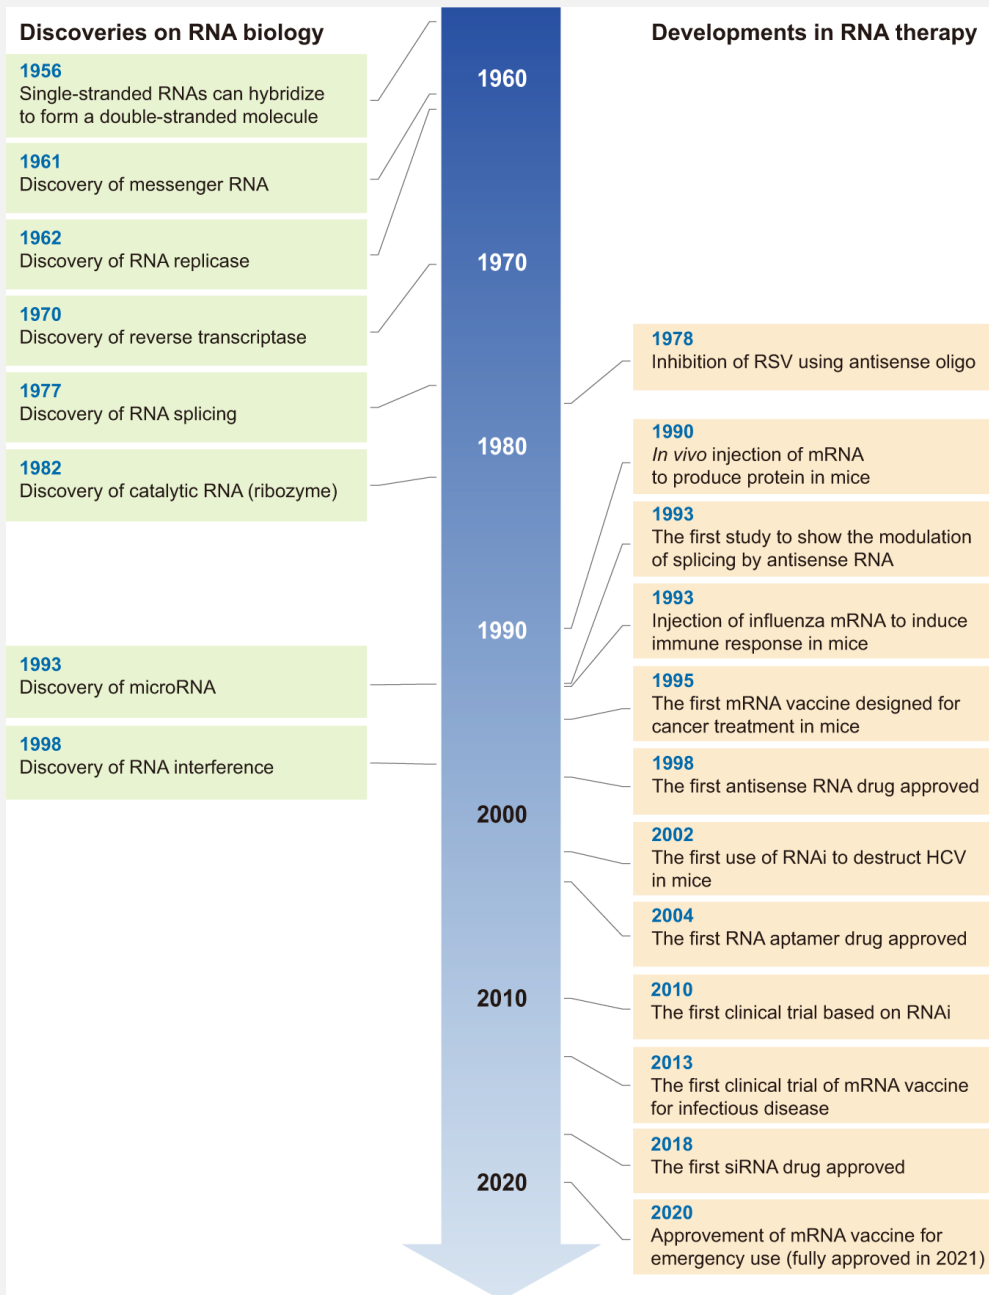 Discoveries on RNA biology
1956
Single-stranded RNAs can hybridize
to form a double-stranded molecule
1961
Discovery of messenger RNA
1962
Discovery of RNA replicase
1970
Discovery of reverse transcriptase
1977
Discovery of RNA splicing
1982
Discovery of catalytic RNA (ribozyme)
1993
Discovery of microRNA
1998
Discovery of RNA interference
1960
1970
1980
1990
2000
2010
2020
Developments in RNA therapy
1978
Inhibition of RSV using antisense oligo
1990
In vivo injection of mRNA
to produce protein in mice
1993
The first study to show the modulation
of splicing by antisense RNA
1993
Injection of influenza mRNA to induce
immune response in mice
1995
The first mRNA vaccine designed for
cancer treatment in mice
1998
The first antisense RNA drug approved
2002
The first use of RNAi to destruct HCV
in mice
2004
The first RNA aptamer drug approved
2010
The first clinical trial based on RNAi
2013
The first clinical trial of mRNA vaccine
for infectious disease
2018
The first siRNA drug approved
2020
Approvement of mRNA vaccine for
emergency use (fully approved in 2021)